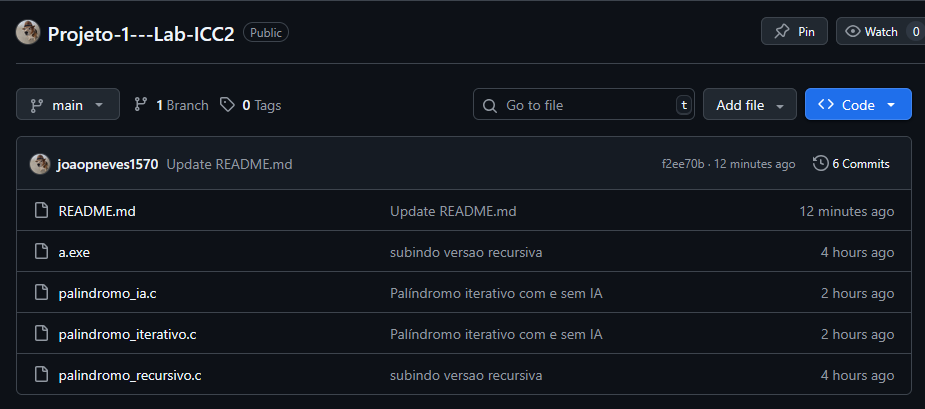 Projeto-1---Lab-ICC2 Public Pin Watch 0
main 1 Branch 0 Tags Go to file t Add file Code
joaopneves1570 Update README.md f2ee70b · 12 minutes ago 6 Commits
README.md Update README.md 12 minutes ago
a.exe subindo versao recursiva 4 hours ago
palindromo_ia.c Palíndromo iterativo com e sem IA 2 hours ago
palindromo_iterativo.c Palíndromo iterativo com e sem IA 2 hours ago
palindromo_recursivo.c subindo versao recursiva 4 hours ago